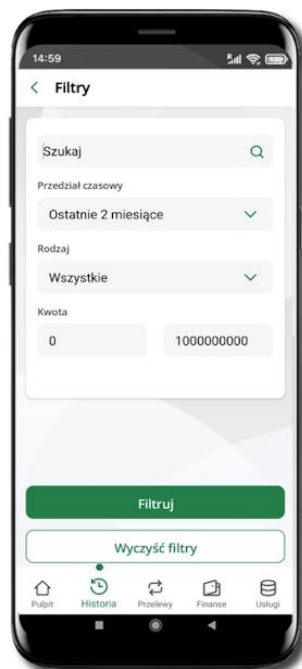 14:59
Filtry
Szukaj
Przedział czasowy
Ostatnie 2 miesiące
Rodzaj
Wszystkie
Kwota
0 1000000000
Filtruj
Wyczyść filtry
Pulpit Historia Przelewy Finanse Usługi